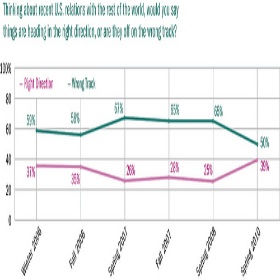 Thinking about recent U.S. relations with the rest of the world, would you say
things are heading in the right direction, or are they off on the wrong track?
100%
– Right Direction – Wrong Track
80
60
40
20
0
59% 56% 67% 65% 65% 50%
37% 35% 26% 28% 25% 39%
Winter 2006 Fall 2006 Spring 2007 Fall 2007 Spring 2008 Spring 2010